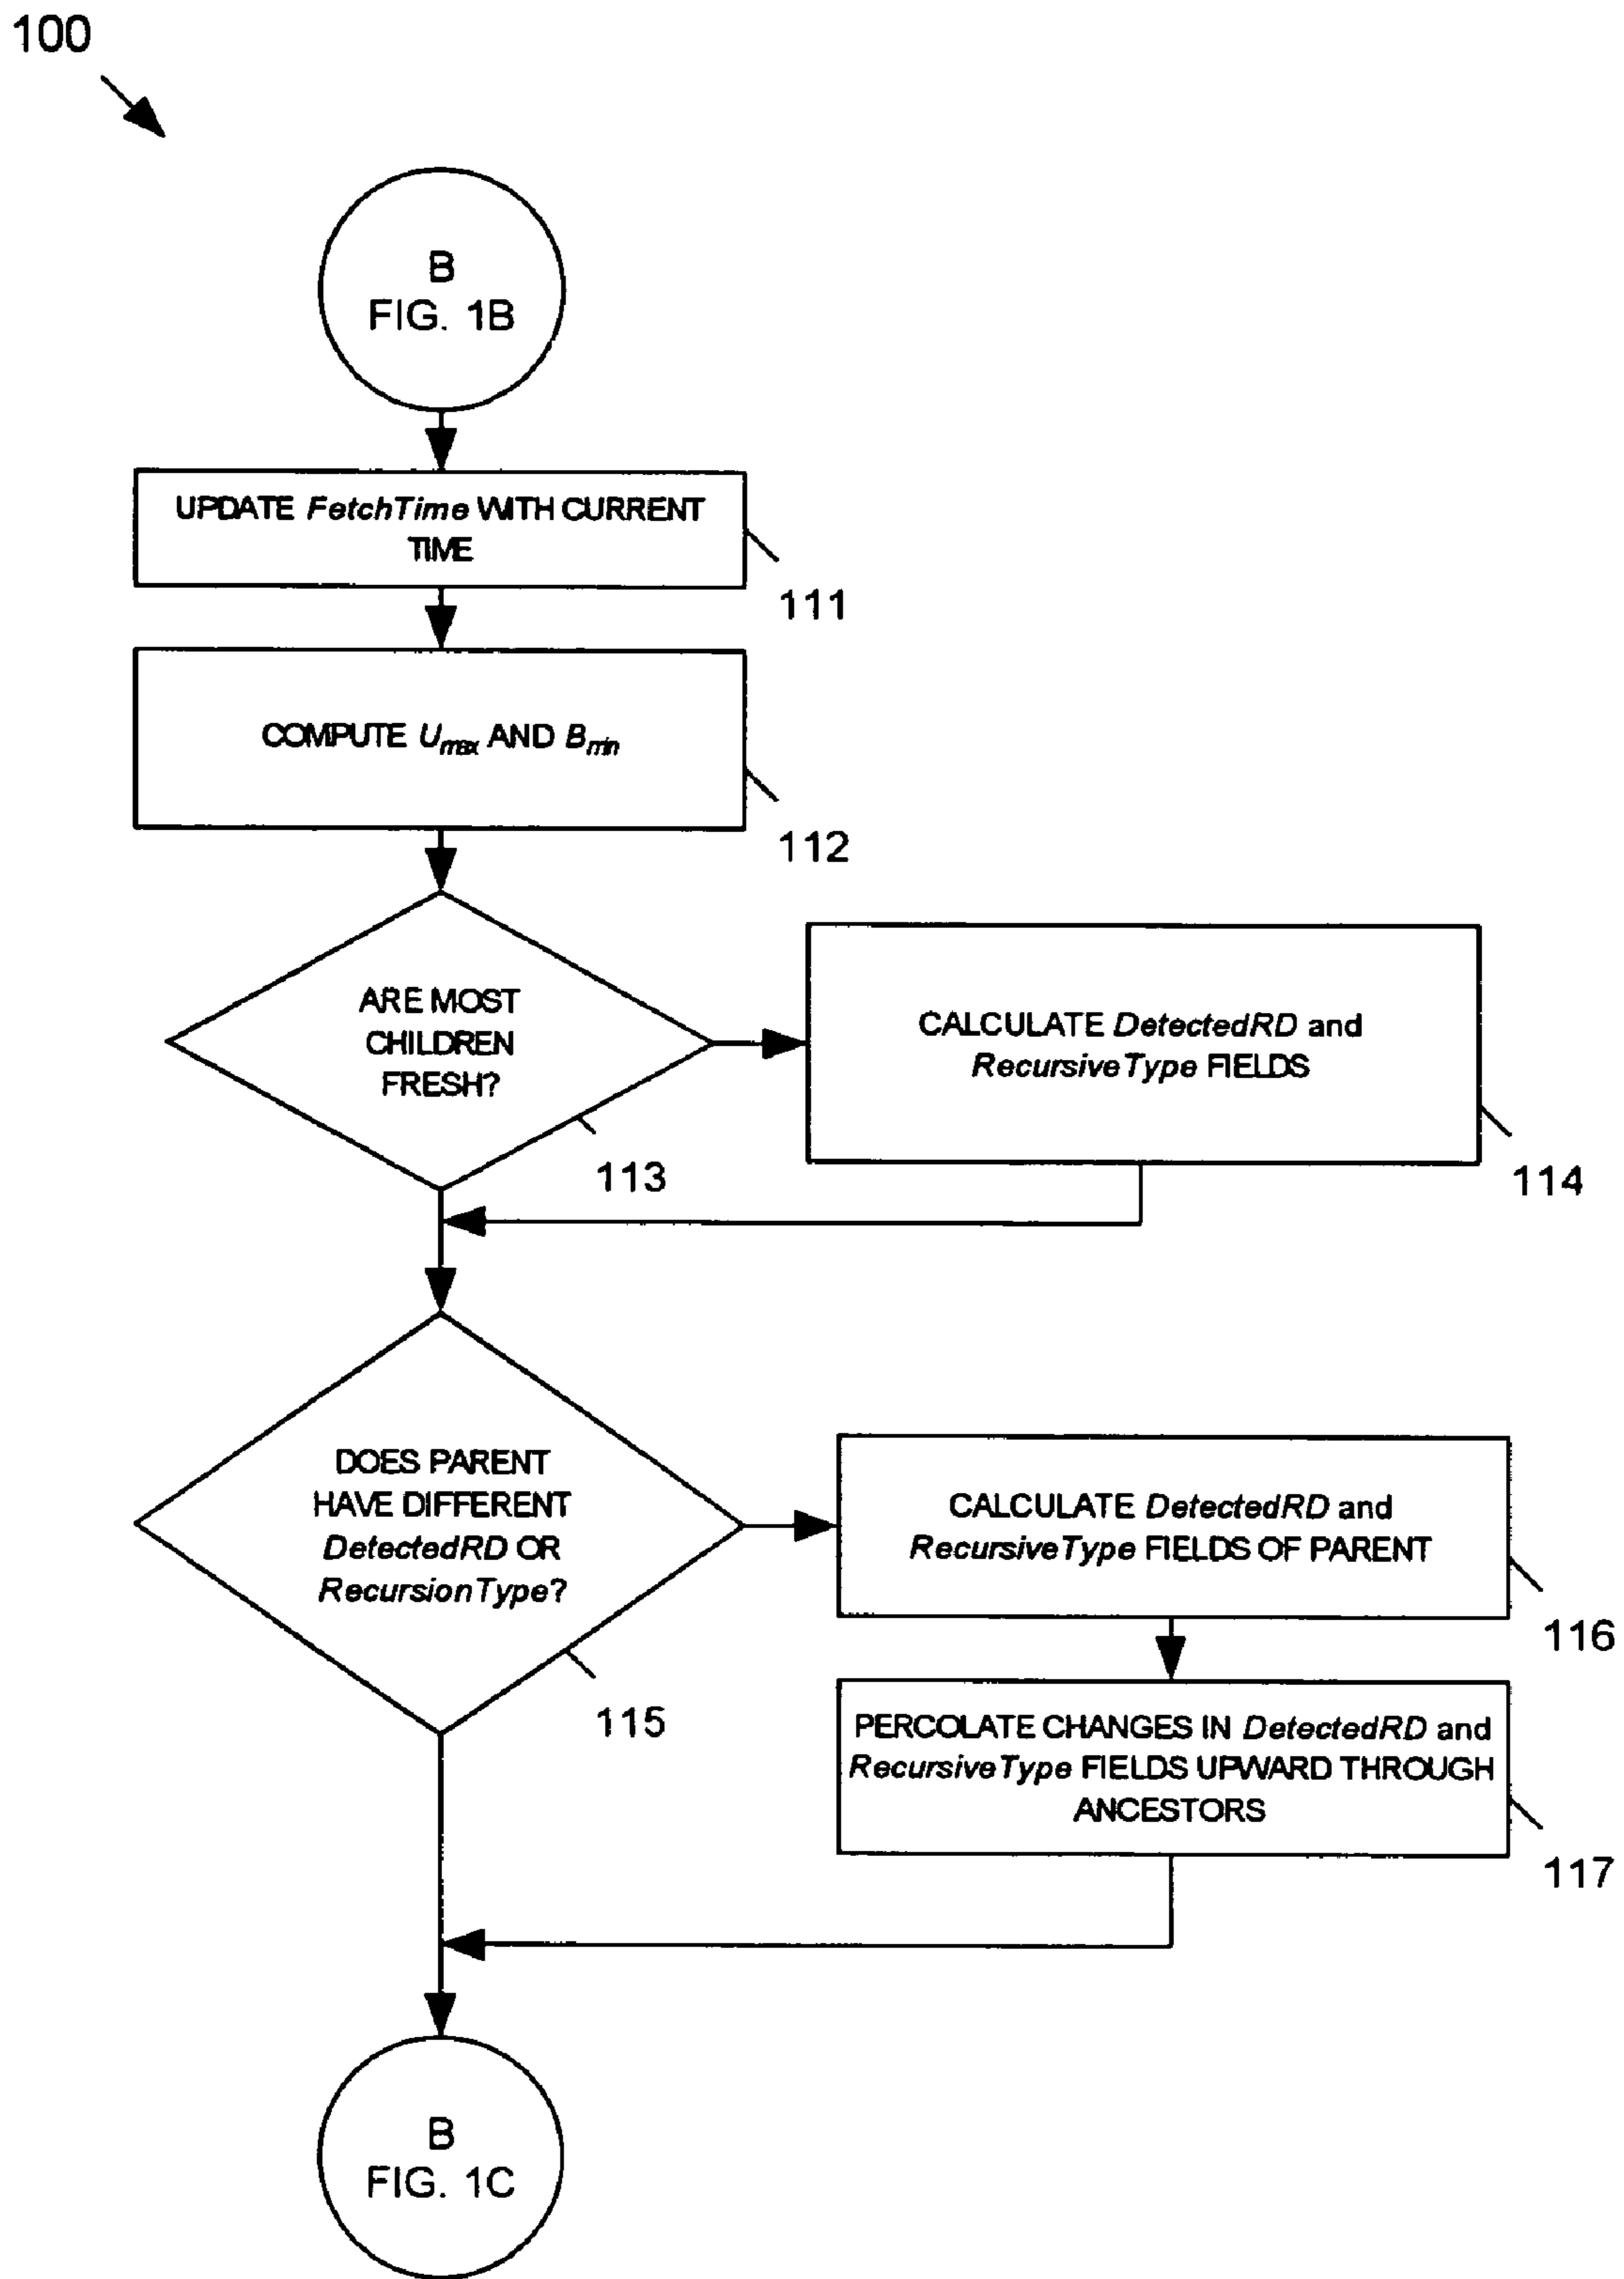 100
B
FIG. 1B
UPDATE FetchTime WITH CURRENT
TIME
111
COMPUTE Umax AND Bmin
112
ARE MOST
CHILDREN
FRESH?
113
CALCULATE DetectedRD and
RecursiveType FIELDS
114
DOES PARENT
HAVE DIFFERENT
DetectedRD OR
RecursionType?
115
CALCULATE DetectedRD and
RecursiveType FIELDS OF PARENT
116
PERCOLATE CHANGES IN DetectedRD and
RecursiveType FIELDS UPWARD THROUGH
ANCESTORS
117
B
FIG. 1C